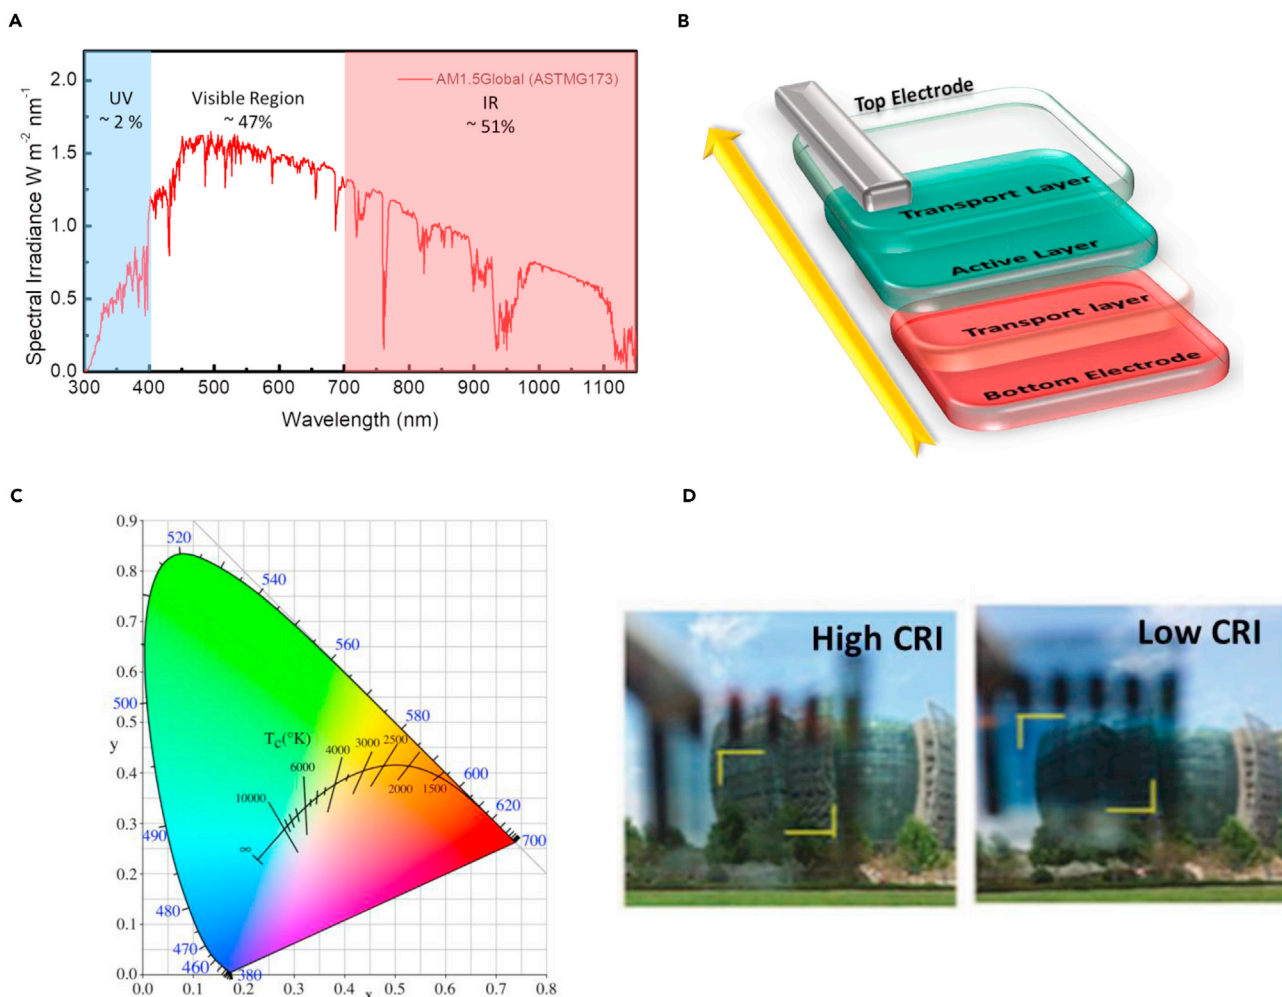 A
AM1.5Global (ASTMG173)
UV
~ 2 %
Visible Region
~ 47%
IR
~ 51%
Spectral Irradiance W m⁻² nm⁻¹
2.0
1.5
1.0
0.5
0.0
300 400 500 600 700 800 900 1000 1100
Wavelength (nm)
B
Top Electrode
Transport Layer
Active Layer
Transport layer
Bottom Electrode
C
0.9
0.8
0.7
0.6
0.5
y
0.4
0.3
0.2
0.1
0.0
0.0 0.1 0.2 0.3 0.4 0.5 0.6 0.7 0.8
x
520
540
560
580
600
620
700
500
490
480
470
460
380
Tc(°K)
∞
10000
6000
4000
3000
2500
2000
1500
D
High CRI
Low CRI